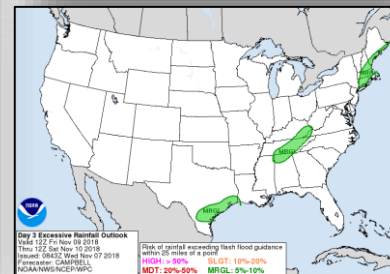 MRGL
MRGL
MRGL
NOAA
Day 3 Excessive Rainfall Outlook
Valid 12Z Fri Nov 09 2018
Thru 12Z Sat Nov 10 2018
Issued: 0843Z Wed Nov 07 2018
Forecaster: CAMPBELL
NOAA/NWS/NCEP/WPC
Risk of rainfall exceeding flash flood guidance
within 25 miles of a point
HIGH: > 50% SLGT: 10%-20%
MDT: 20%-50% MRGL: 5%-10%